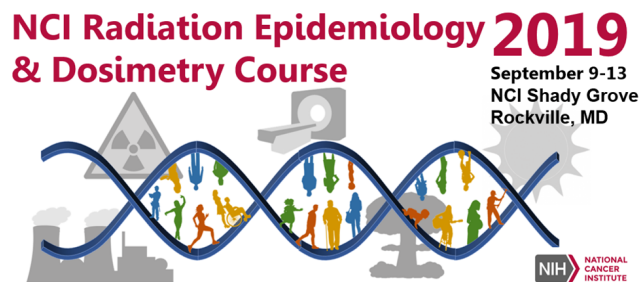 NCI Radiation Epidemiology
& Dosimetry Course
2019
September 9-13
NCI Shady Grove
Rockville, MD
NIH
NATIONAL
CANCER
INSTITUTE